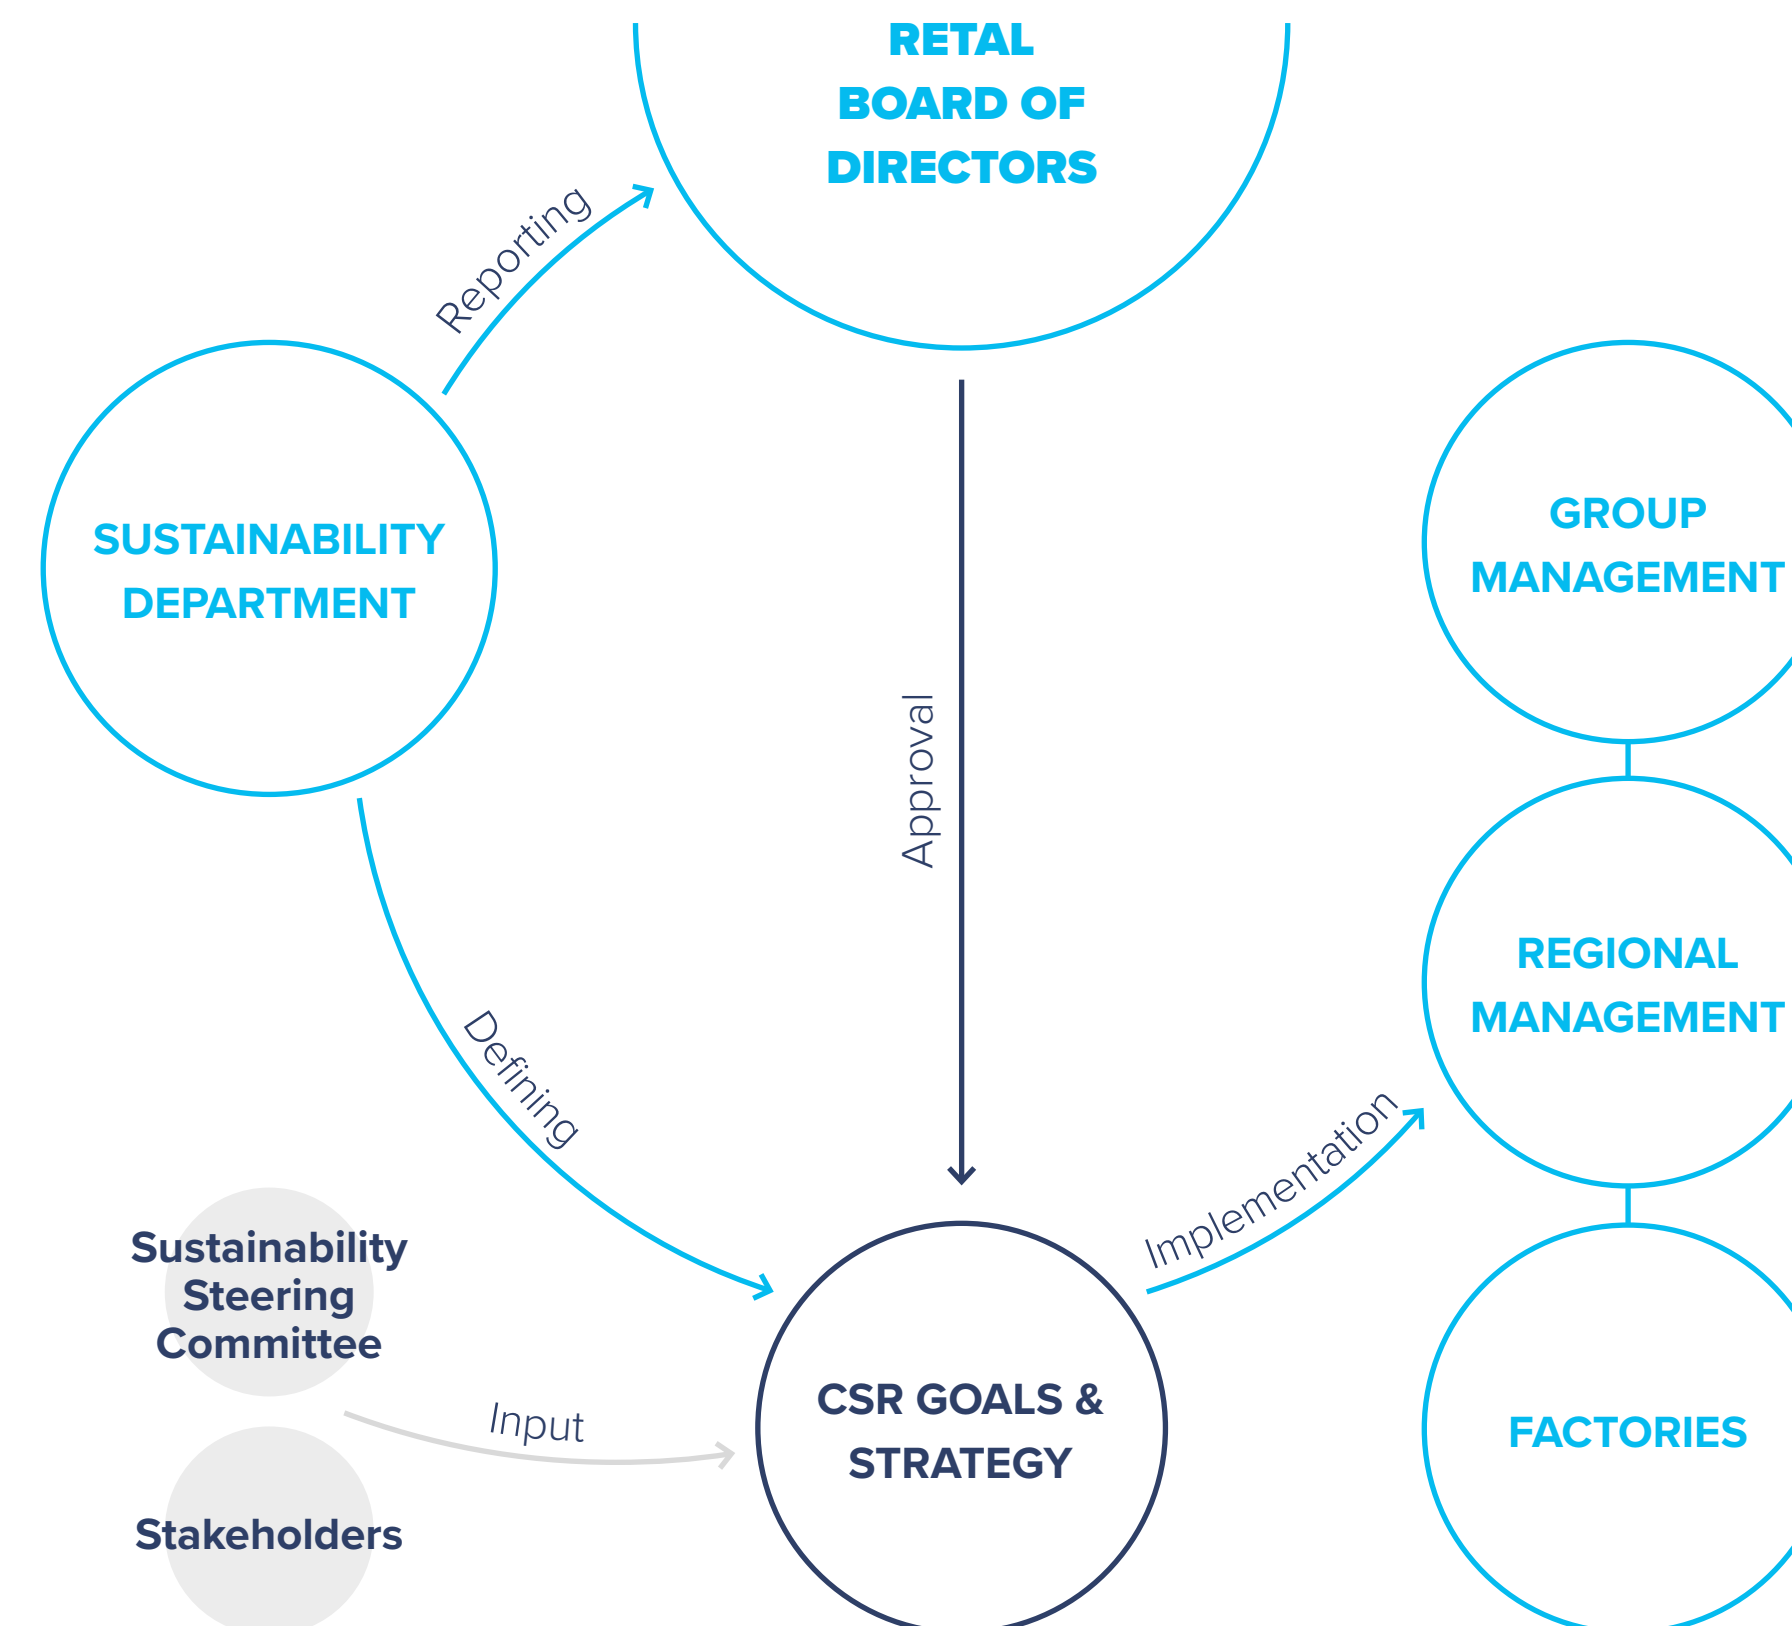 RETAL
BOARD OF
DIRECTORS
Reporting
SUSTAINABILITY
DEPARTMENT
GROUP
MANAGEMENT
Approval
REGIONAL
MANAGEMENT
Defining
Implementation
Sustainability
Steering
Committee
Input
CSR GOALS &
STRATEGY
FACTORIES
Stakeholders